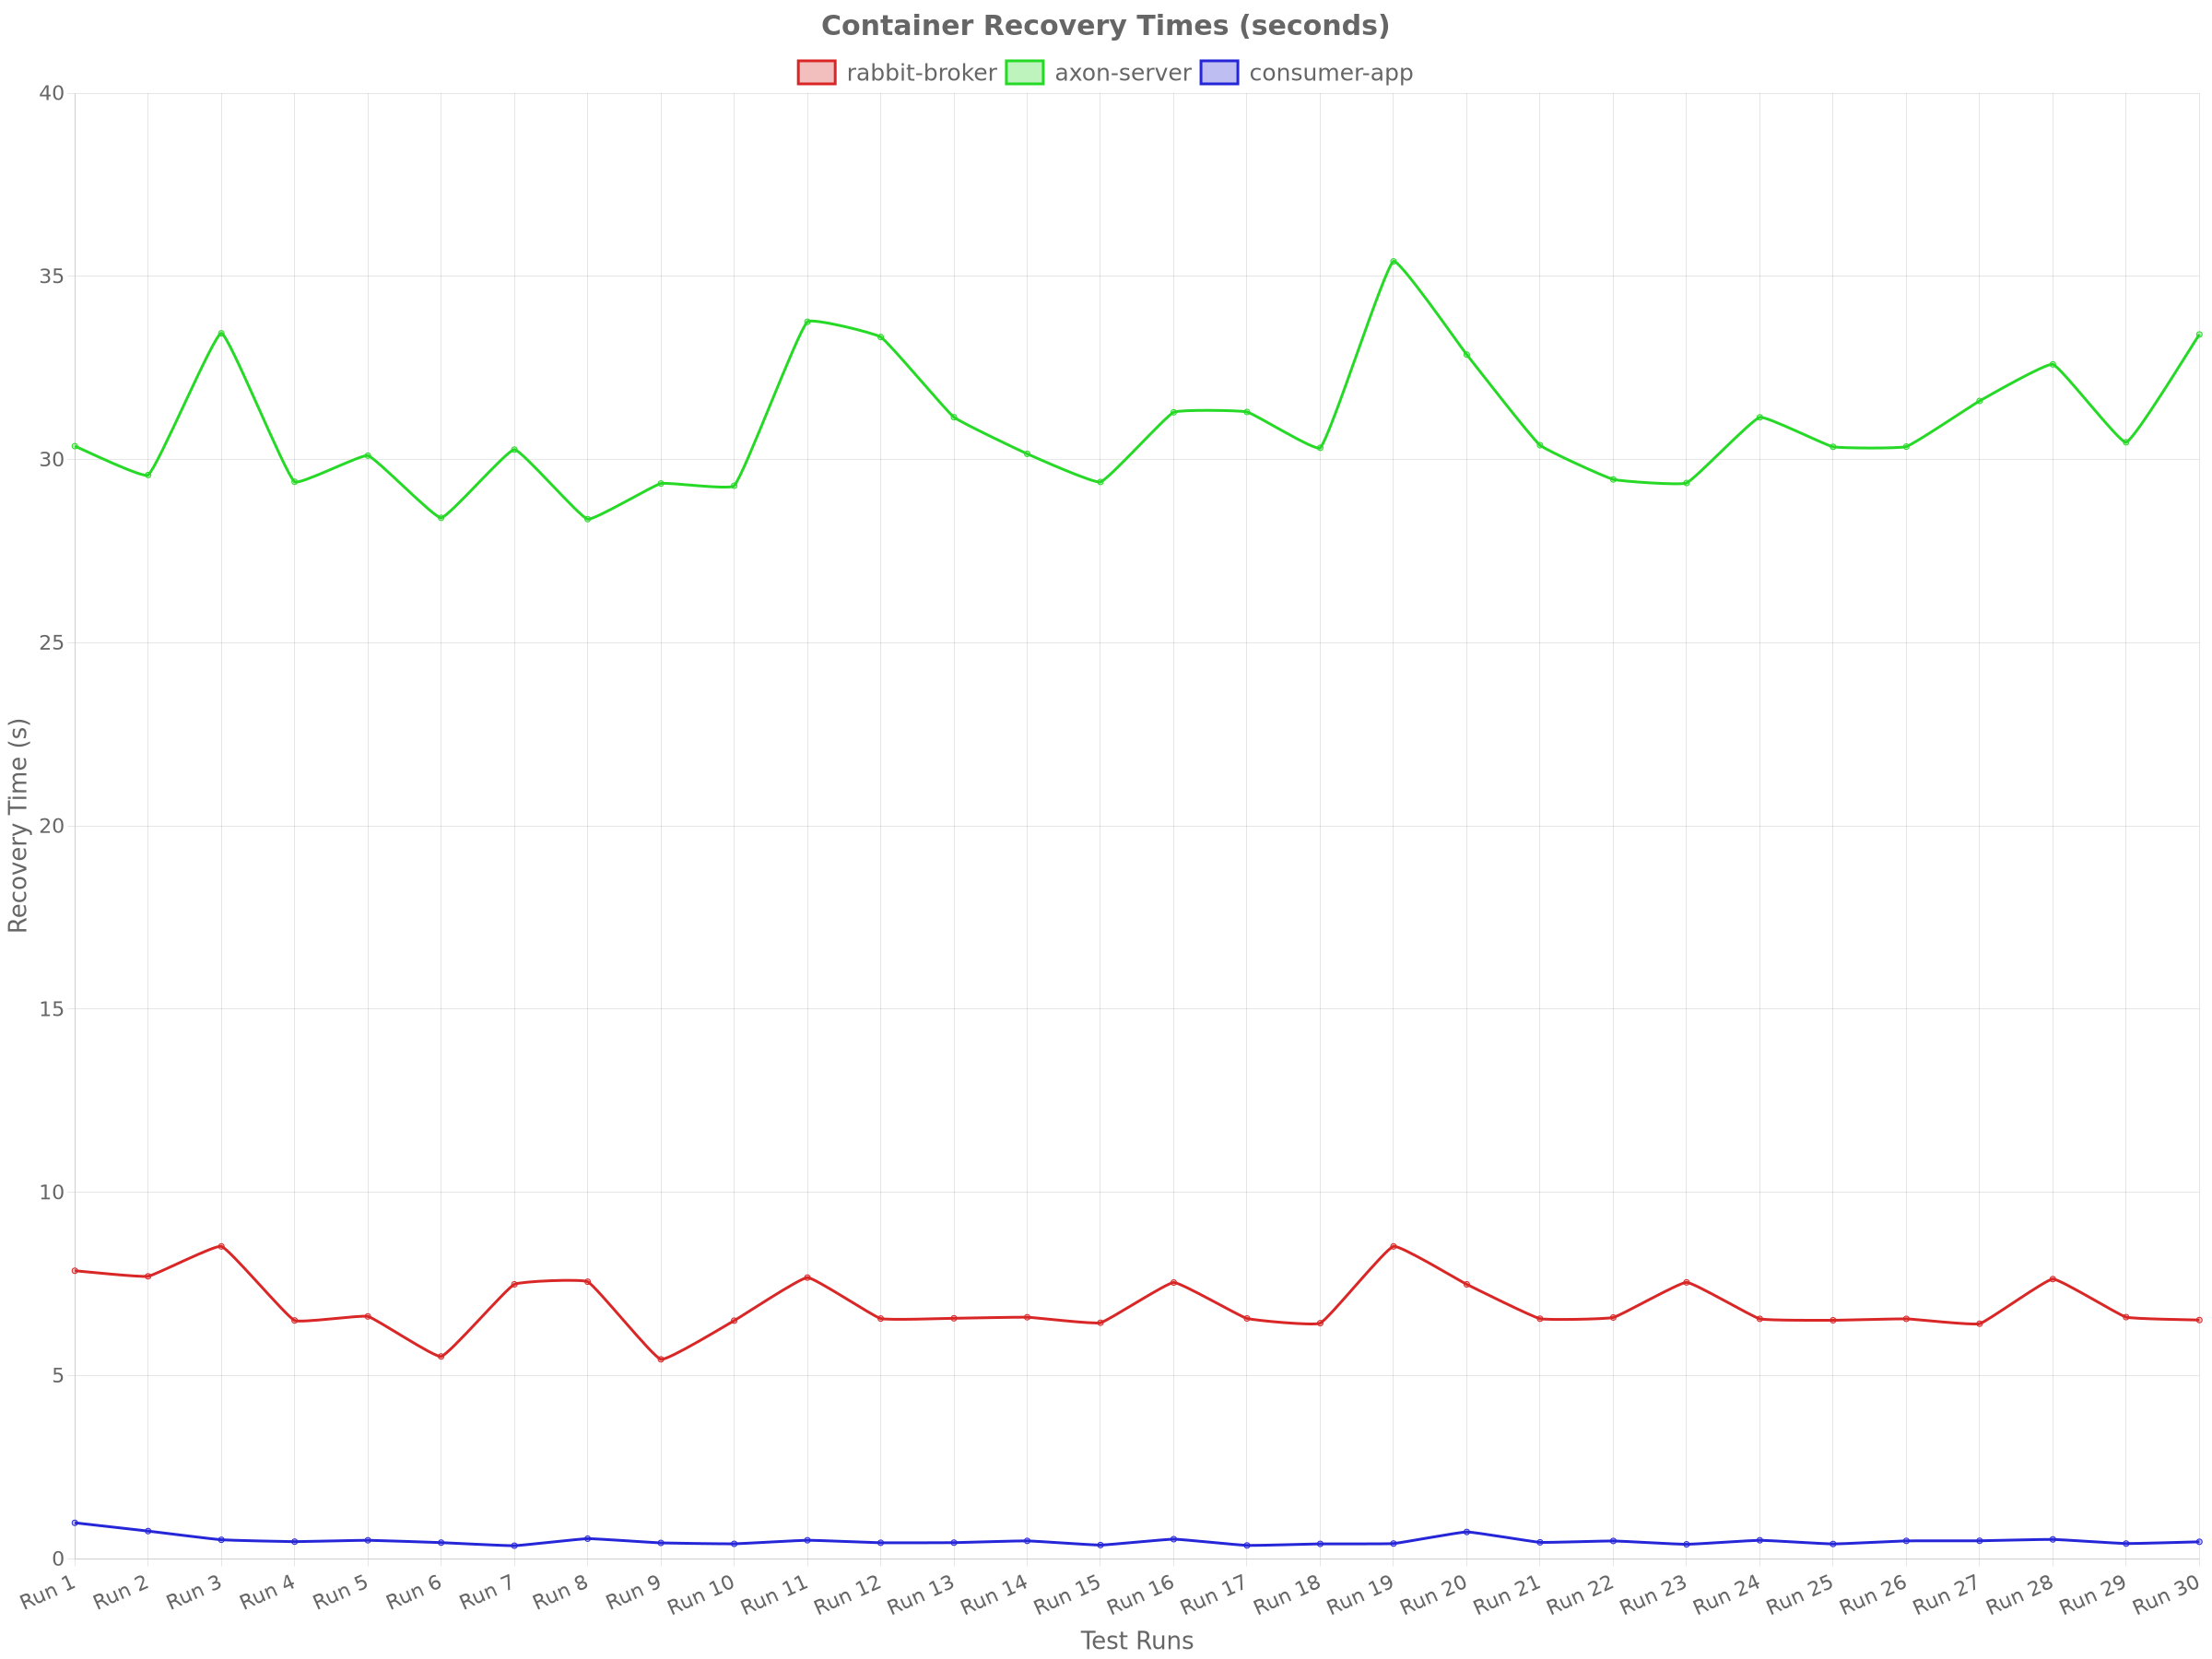 Container Recovery Times (seconds)
rabbit-broker axon-server consumer-app
40
35
30
25
20
15
10
5
0
Recovery Time (s)
Run 1 Run 2 Run 3 Run 4 Run 5 Run 6 Run 7 Run 8 Run 9 Run 10 Run 11 Run 12 Run 13 Run 14 Run 15 Run 16 Run 17 Run 18 Run 19 Run 20 Run 21 Run 22 Run 23 Run 24 Run 25 Run 26 Run 27 Run 28 Run 29 Run 30
Test Runs